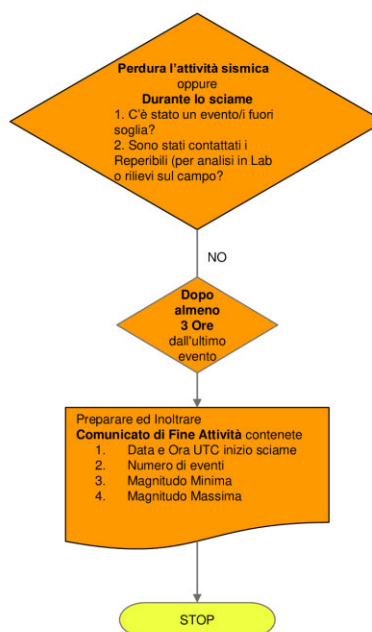 Perdura l'attività sismica
oppure
Durante lo sciame
1. C'è stato un evento/i fuori
soglia?
2. Sono stati contattati i
Reperibili (per analisi in Lab
o rilievi sul campo?
NO
Dopo
almeno
3 Ore
dall'ultimo
evento
Preparare ed Inoltrare
Comunicato di Fine Attività contenete
1. Data e Ora UTC inizio sciame
2. Numero di eventi
3. Magnitudo Minima
4. Magnitudo Massima
STOP